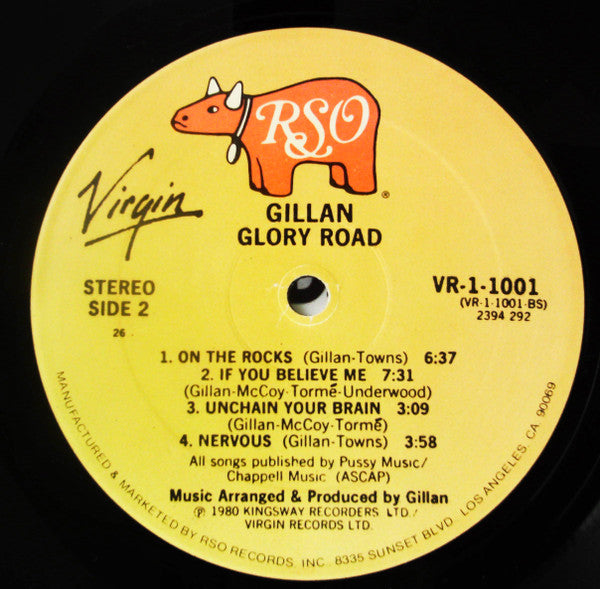 RSO
®
Virgin
GILLAN
GLORY ROAD
STEREO
SIDE 2
26
VR-1-1001
(VR-1-1001-BS)
2394 292
1. ON THE ROCKS (Gillan-Towns) 6:37
2. IF YOU BELIEVE ME 7:31
(Gillan-McCoy-Tormé-Underwood)
3. UNCHAIN YOUR BRAIN 3:09
(Gillan-McCoy-Tormé)
4. NERVOUS (Gillan-Towns) 3:58
All songs published by Pussy Music/
Chappell Music (ASCAP)
Music Arranged & Produced by Gillan
℗ 1980 KINGSWAY RECORDERS LTD./
VIRGIN RECORDS LTD.
MANUFACTURED & MARKETED BY RSO RECORDS, INC. 8335 SUNSET BLVD. LOS ANGELES, CA 90069